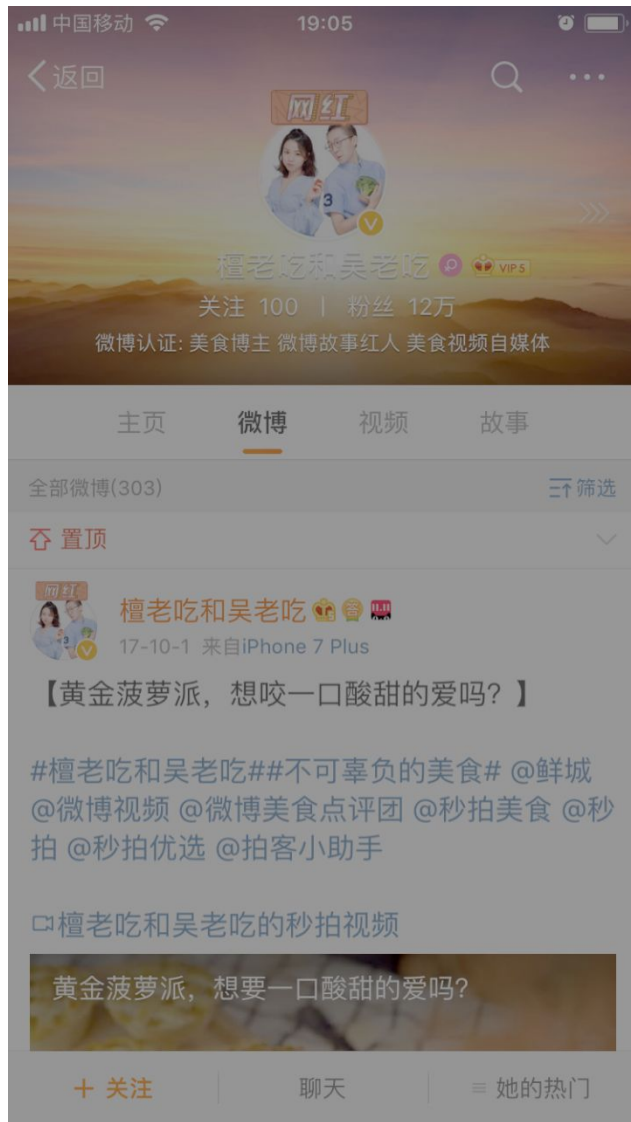 中国移动 19:05
返回
网红
檀老吃和吴老吃 VIP 5
关注 100 | 粉丝 12万
微博认证: 美食博主 微博故事红人 美食视频自媒体
主页 微博 视频 故事
全部微博(303) 筛选
置顶
网红
檀老吃和吴老吃
17-10-1 来自iPhone 7 Plus
【黄金菠萝派，想咬一口酸甜的爱吗？】
#檀老吃和吴老吃##不可辜负的美食# @鲜城
@微博视频 @微博美食点评团 @秒拍美食 @秒
拍 @秒拍优选 @拍客小助手
檀老吃和吴老吃的秒拍视频
黄金菠萝派，想要一口酸甜的爱吗？
+ 关注 聊天 她的热门